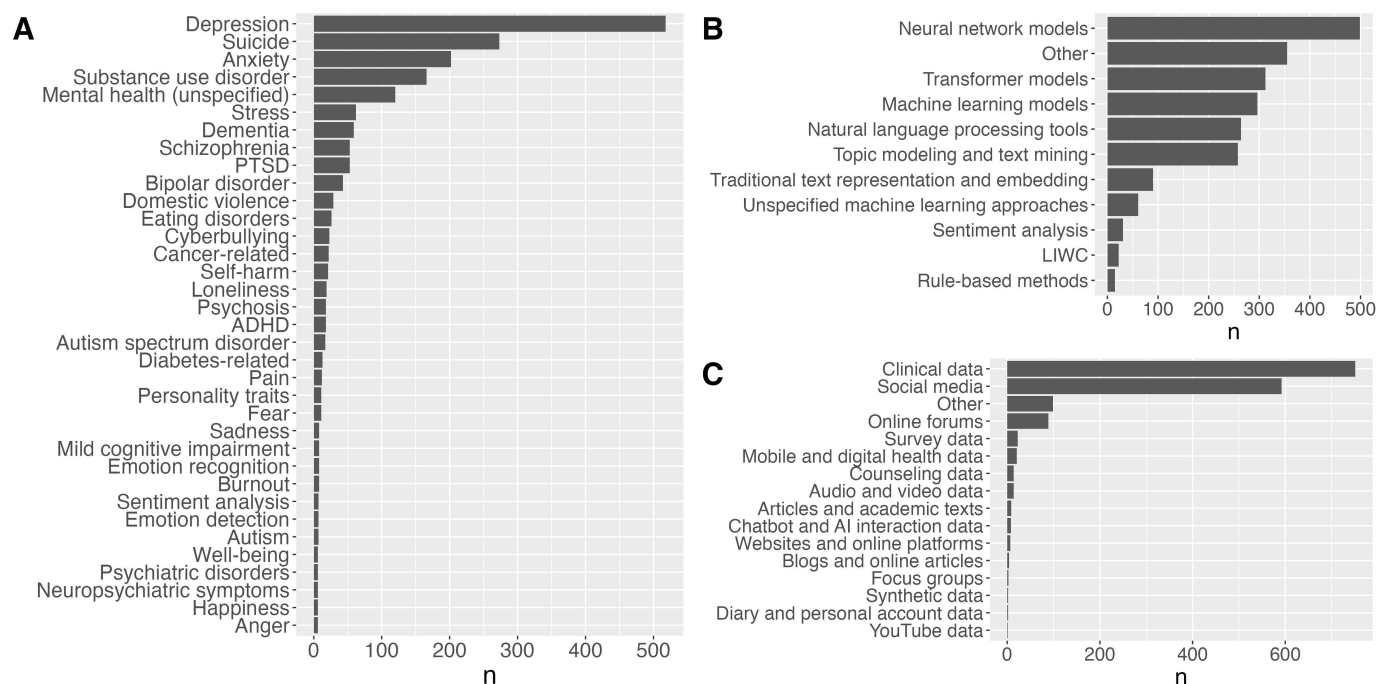 A
Depression
Suicide
Anxiety
Substance use disorder
Mental health (unspecified)
Stress
Dementia
Schizophrenia
PTSD
Bipolar disorder
Domestic violence
Eating disorders
Cyberbullying
Cancer-related
Self-harm
Loneliness
Psychosis
ADHD
Autism spectrum disorder
Diabetes-related
Pain
Personality traits
Fear
Sadness
Mild cognitive impairment
Emotion recognition
Burnout
Sentiment analysis
Emotion detection
Autism
Well-being
Psychiatric disorders
Neuropsychiatric symptoms
Happiness
Anger
0 100 200 300 400 500
n
B
Neural network models
Other
Transformer models
Machine learning models
Natural language processing tools
Topic modeling and text mining
Traditional text representation and embedding
Unspecified machine learning approaches
Sentiment analysis
LIWC
Rule-based methods
0 100 200 300 400 500
n
C
Clinical data
Social media
Other
Online forums
Survey data
Mobile and digital health data
Counseling data
Audio and video data
Articles and academic texts
Chatbot and AI interaction data
Websites and online platforms
Blogs and online articles
Focus groups
Synthetic data
Diary and personal account data
YouTube data
0 200 400 600
n